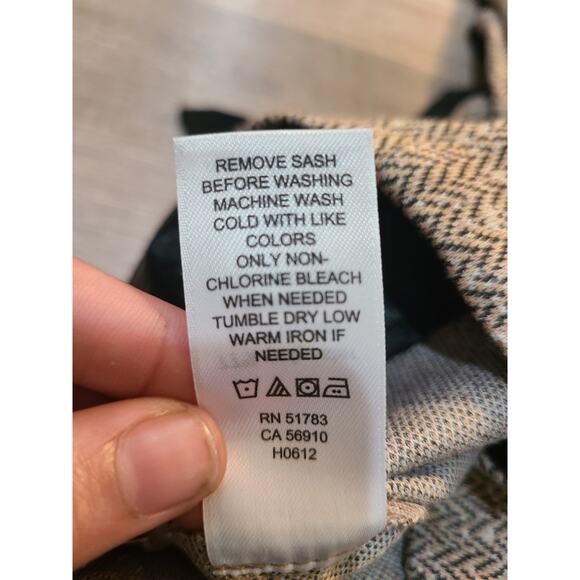 REMOVE SASH
BEFORE WASHING
MACHINE WASH
COLD WITH LIKE
COLORS
ONLY NON-
CHLORINE BLEACH
WHEN NEEDED
TUMBLE DRY LOW
WARM IRON IF
NEEDED
RN 51783
CA 56910
H0612